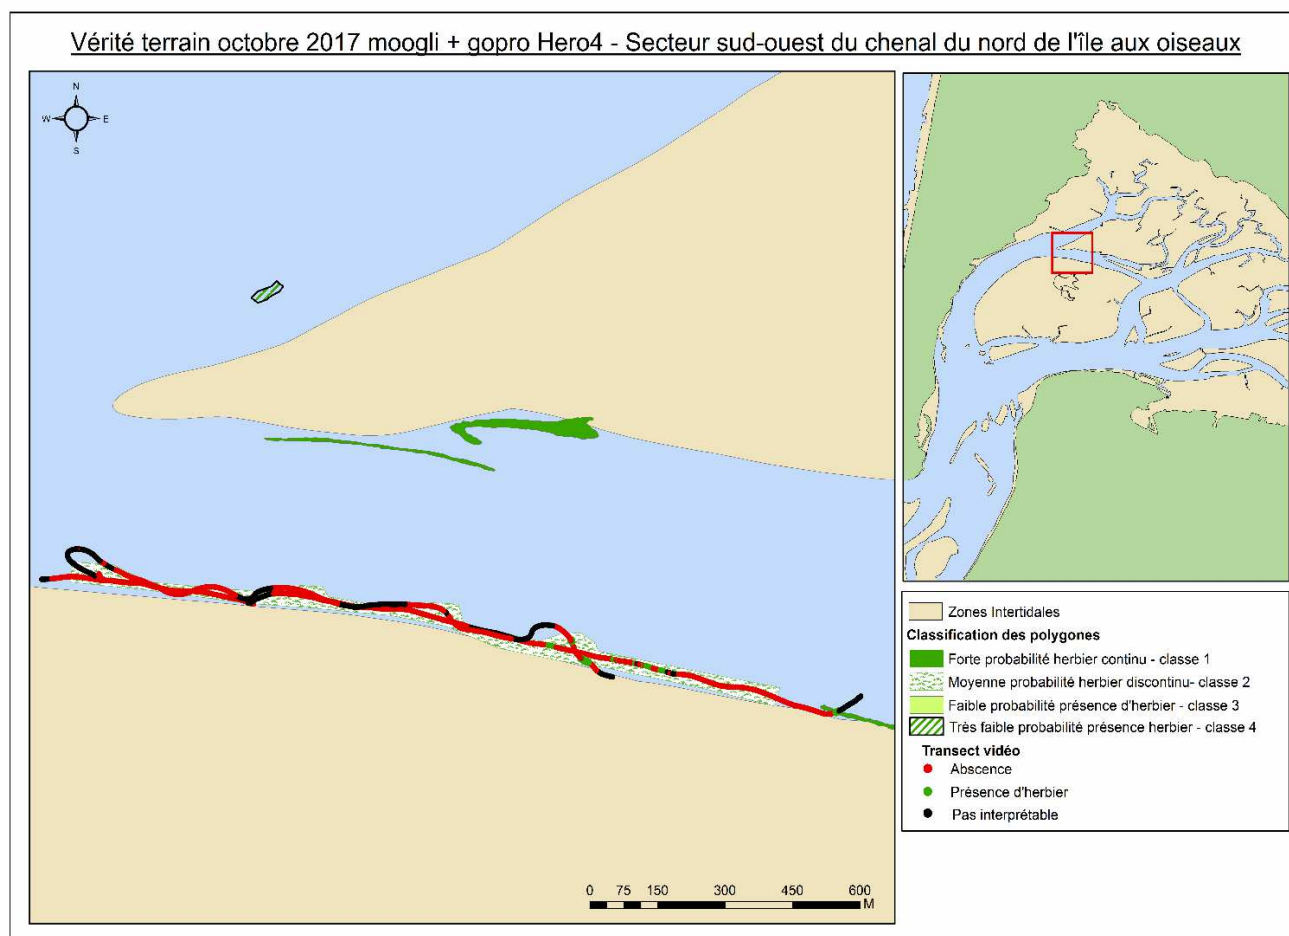 Vérité terrain octobre 2017 moogli + gopro Hero4 - Secteur sud-ouest du chenal du nord de l'île aux oiseaux
N
W E
S
Zones Intertidales
Classification des polygones
Forte probabilité herbier continu - classe 1
Moyenne probabilité herbier discontinu- classe 2
Faible probabilité présence d'herbier - classe 3
Très faible probabilité présence herbier - classe 4
Transect vidéo
Abscence
Présence d'herbier
Pas interprétable
0 75 150 300 450 600
M